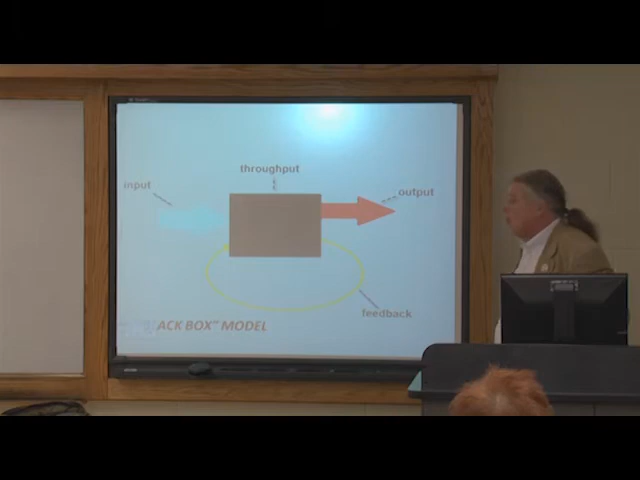 throughput
input
output
feedback
ACK BOX" MODEL